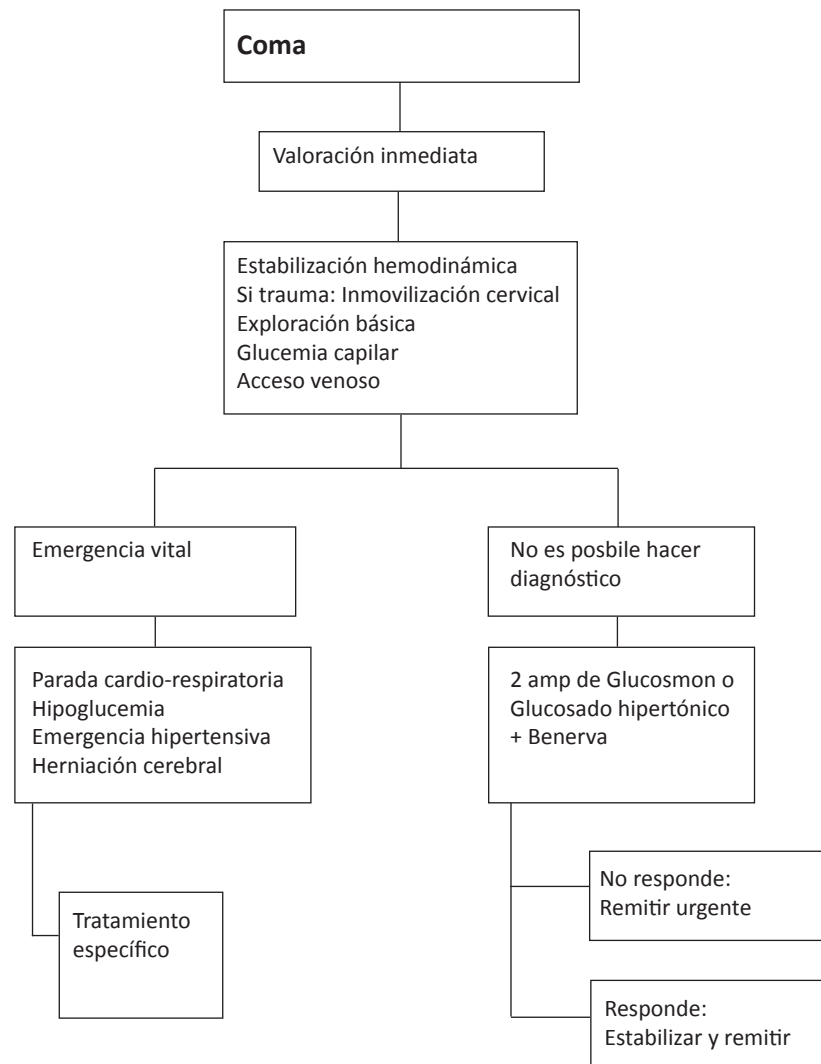 Coma
Valoración inmediata
Estabilización hemodinámica
Si trauma: Inmovilización cervical
Exploración básica
Glucemia capilar
Acceso venoso
Emergencia vital
No es posbile hacer
diagnóstico
Parada cardio-respiratoria
Hipoglucemia
Emergencia hipertensiva
Herniación cerebral
2 amp de Glucosmon o
Glucosado hipertónico
+ Benerva
Tratamiento
específico
No responde:
Remitir urgente
Responde:
Estabilizar y remitir